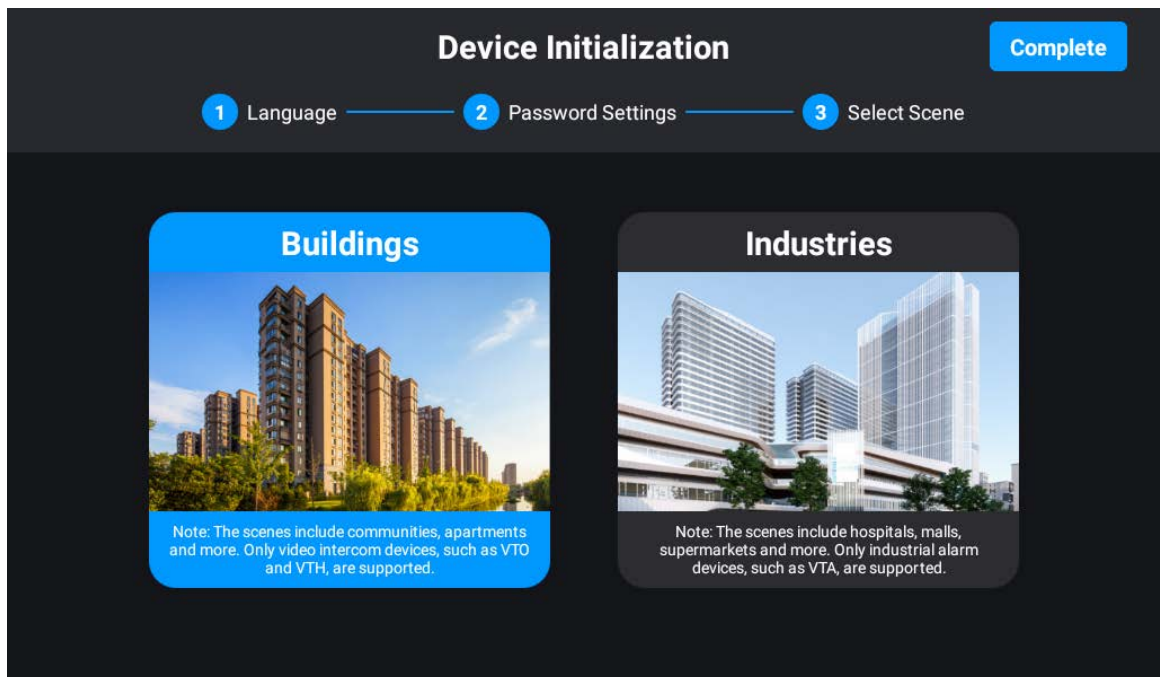 Device Initialization
Complete
1 Language
2 Password Settings
3 Select Scene
Buildings
Note: The scenes include communities, apartments
and more. Only video intercom devices, such as VTO
and VTH, are supported.
Industries
Note: The scenes include hospitals, malls,
supermarkets and more. Only industrial alarm
devices, such as VTA, are supported.